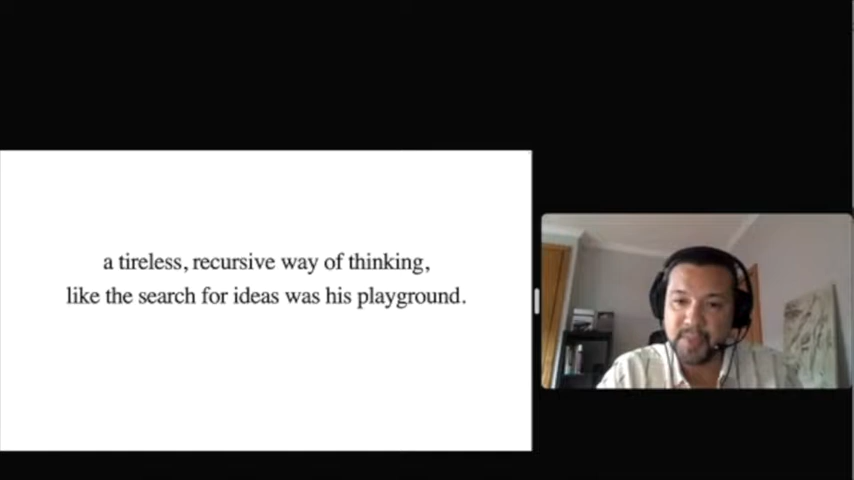 a tireless, recursive way of thinking,
like the search for ideas was his playground.